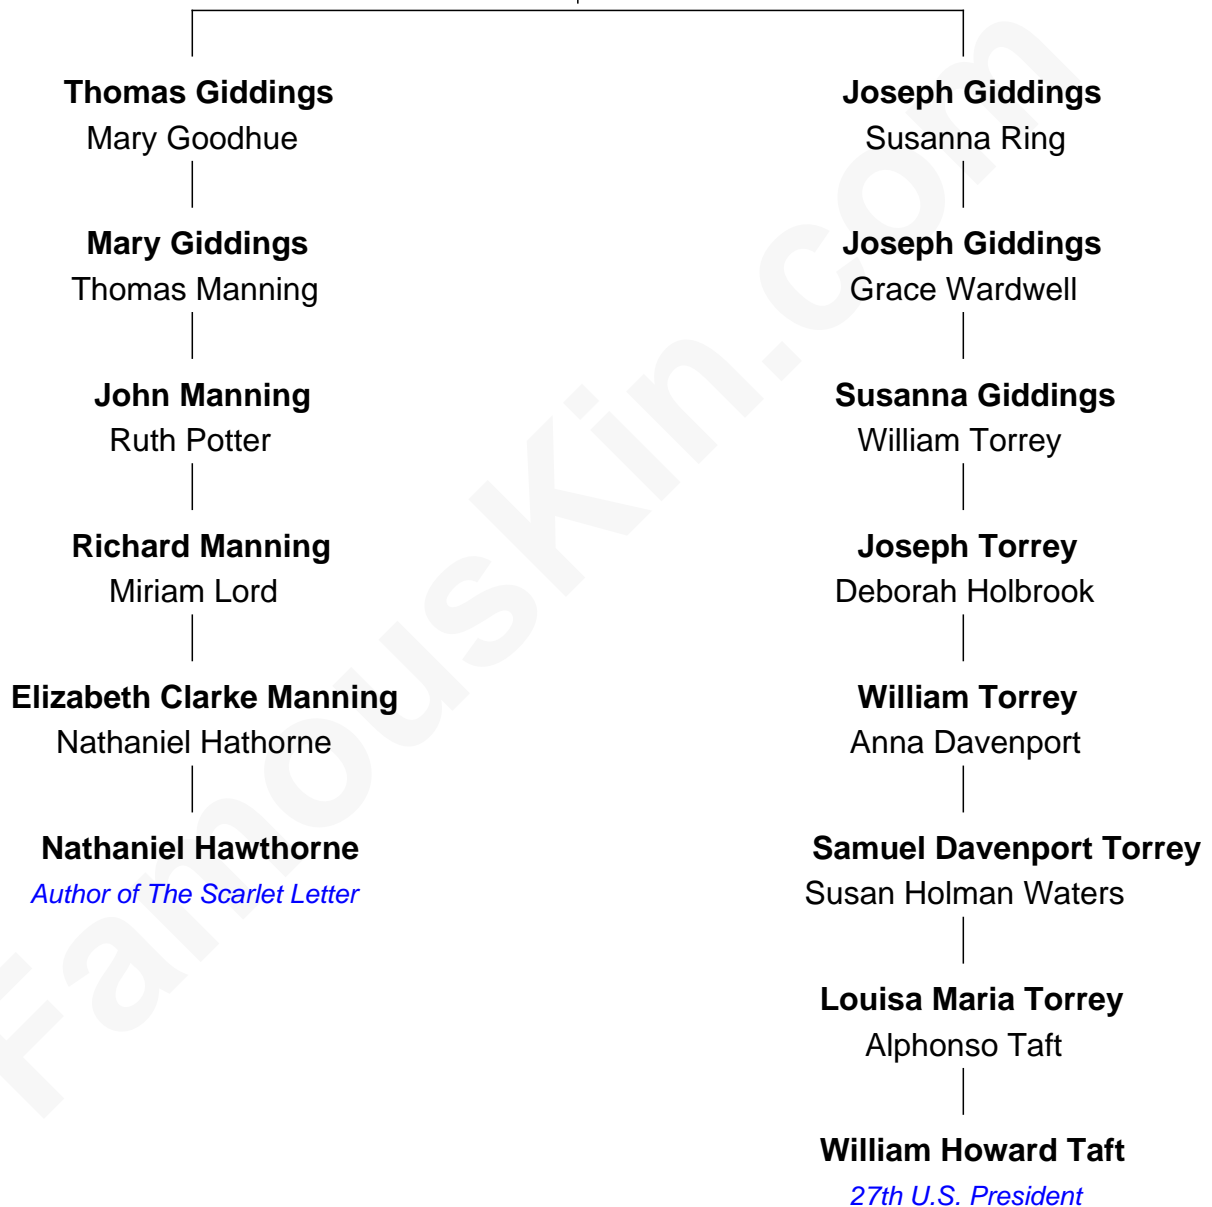 Thomas Giddings
Mary Goodhue
Mary Giddings
Thomas Manning
John Manning
Ruth Potter
Richard Manning
Miriam Lord
Elizabeth Clarke Manning
Nathaniel Hathorne
Nathaniel Hawthorne
Author of The Scarlet Letter
Joseph Giddings
Susanna Ring
Joseph Giddings
Grace Wardwell
Susanna Giddings
William Torrey
Joseph Torrey
Deborah Holbrook
William Torrey
Anna Davenport
Samuel Davenport Torrey
Susan Holman Waters
Louisa Maria Torrey
Alphonso Taft
William Howard Taft
27th U.S. President
FamousKin.com